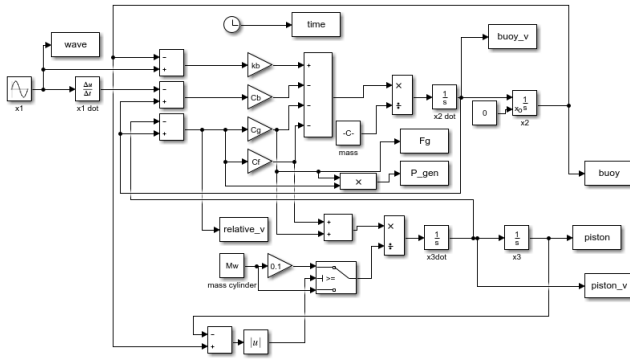 time
wave
buoy_v
kb
x1
Δu
Δt
x1 dot
Cb
×
÷
1
s
x2 dot
0
x₀ 1
s
x2
Cg
-C-
mass
Fg
Cf
×
P_gen
buoy
relative_v
×
÷
1
s
x3dot
1
s
x3
piston
Mw
mass cylinder
0.1
>=
piston_v
|u|